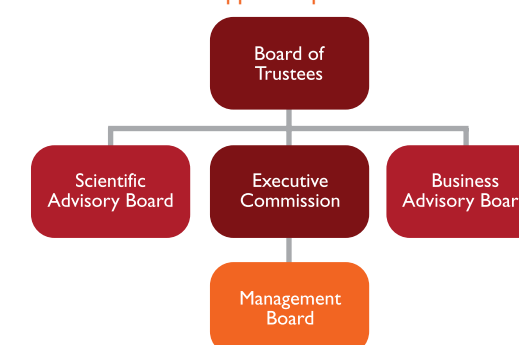 Board of
Trustees
Scientific
Advisory Board
Executive
Commission
Business
Advisory
Management
Board